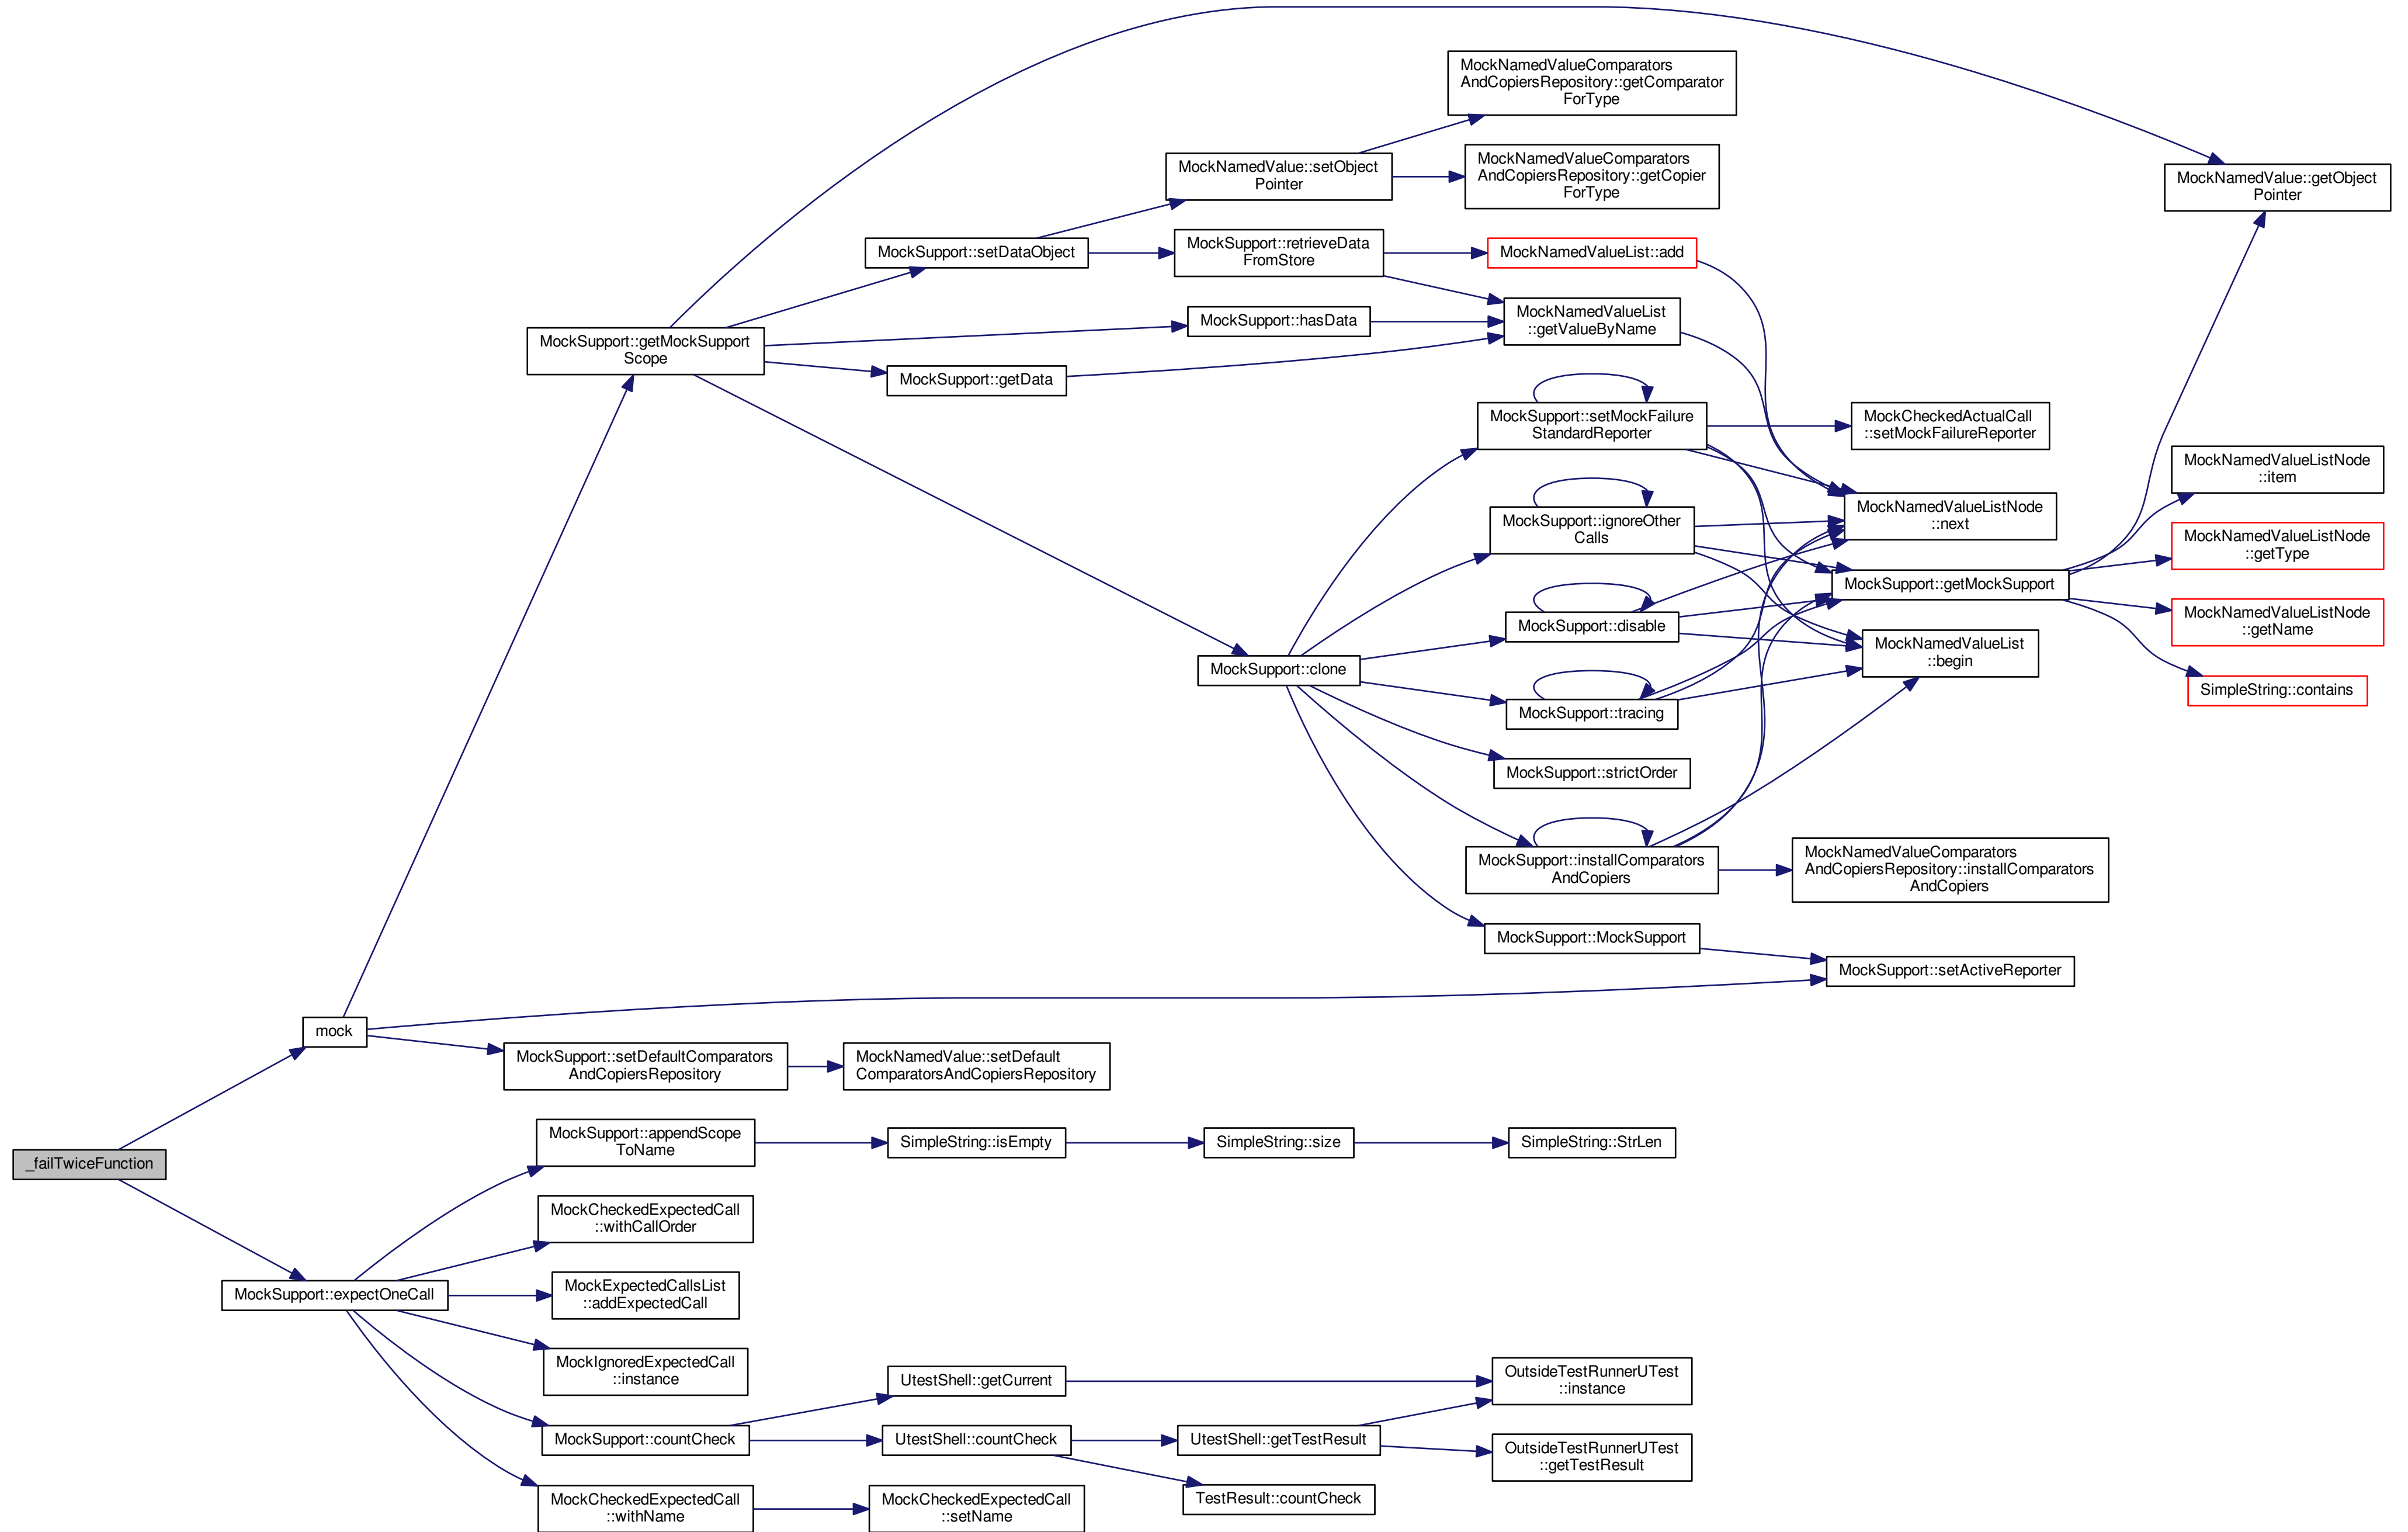 MockNamedValueComparators
AndCopiersRepository::getComparator
ForType
MockNamedValue::setObject
Pointer
MockNamedValueComparators
AndCopiersRepository::getCopier
ForType
MockNamedValue::getObject
Pointer
MockSupport::setDataObject
MockSupport::retrieveData
FromStore
MockNamedValueList::add
MockSupport::getMockSupport
Scope
MockSupport::hasData
MockNamedValueList
::getValueByName
MockSupport::getData
MockSupport::setMockFailure
StandardReporter
MockCheckedActualCall
::setMockFailureReporter
MockNamedValueListNode
::item
MockSupport::ignoreOther
Calls
MockNamedValueListNode
::next
MockNamedValueListNode
::getType
MockSupport::getMockSupport
MockNamedValueListNode
::getName
MockSupport::disable
MockNamedValueList
::begin
MockSupport::clone
SimpleString::contains
MockSupport::tracing
MockSupport::strictOrder
MockSupport::installComparators
AndCopiers
MockNamedValueComparators
AndCopiersRepository::installComparators
AndCopiers
MockSupport::MockSupport
MockSupport::setActiveReporter
mock
MockSupport::setDefaultComparators
AndCopiersRepository
MockNamedValue::setDefault
ComparatorsAndCopiersRepository
_failTwiceFunction
MockSupport::appendScope
ToName
SimpleString::isEmpty
SimpleString::size
SimpleString::StrLen
MockCheckedExpectedCall
::withCallOrder
MockSupport::expectOneCall
MockExpectedCallsList
::addExpectedCall
MockIgnoredExpectedCall
::instance
UtestShell::getCurrent
OutsideTestRunnerUTest
::instance
MockSupport::countCheck
UtestShell::countCheck
UtestShell::getTestResult
OutsideTestRunnerUTest
::getTestResult
TestResult::countCheck
MockCheckedExpectedCall
::withName
MockCheckedExpectedCall
::setName